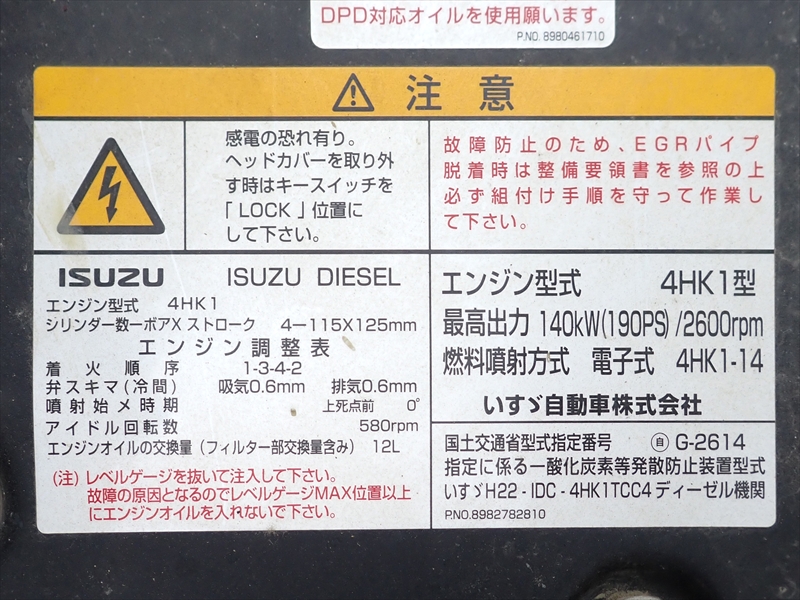 DPD対応オイルを使用願います。
P.NO. 8980461710
注意
感電の恐れ有り。
ヘッドカバーを取り外
す時はキースイッチを
「LOCK」位置に
して下さい。
故障防止のため、EGRパイプ
脱着時は整備要領書を参照の上
必ず組付け手順を守って作業し
て下さい。
ISUZU ISUZU DIESEL
エンジン型式 4HK1
シリンダー数ーボアX ストローク 4ー115X125mm
エンジン調整表
着火順序 1-3-4-2
弁スキマ(冷間) 吸気0.6mm 排気0.6mm
噴射始メ時期 上死点前 0°
アイドル回転数 580rpm
エンジンオイルの交換量(フィルター部交換量含み) 12L
(注)レベルゲージを抜いて注入して下さい。
故障の原因となるのでレベルゲージMAX位置以上
にエンジンオイルを入れないで下さい。
エンジン型式 4HK1型
最高出力 140kW(190PS)/2600rpm
燃料噴射方式 電子式 4HK1-14
いすゞ自動車株式会社
国土交通省型式指定番号 自 G-2614
指定に係る一酸化炭素等発散防止装置型式
いすゞH22-IDC-4HK1TCC4ディーゼル機関
P.NO.8982782810